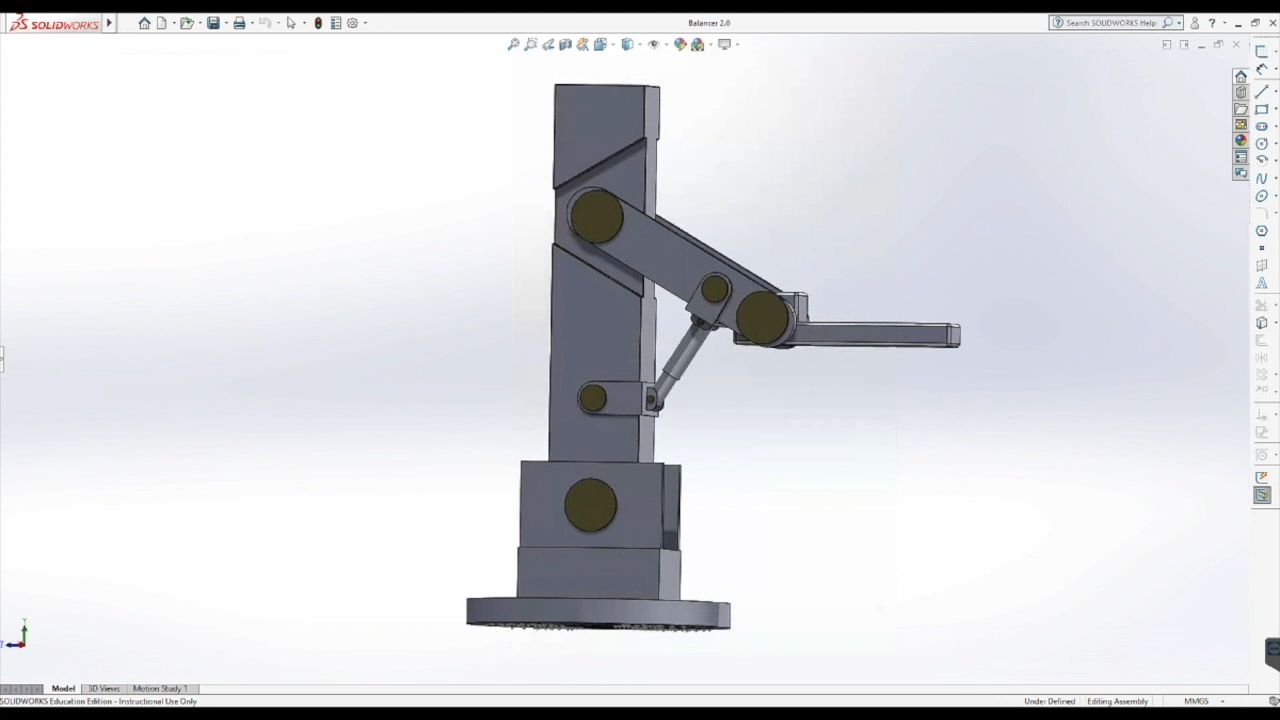 SOLIDWORKS
Balancer 2.0
Search SOLIDWORKS Help
?
A
Y
Z
Model
3D Views
Motion Study 1
SOLIDWORKS Education Edition - Instructional Use Only
Under Defined
Editing Assembly
MMGS